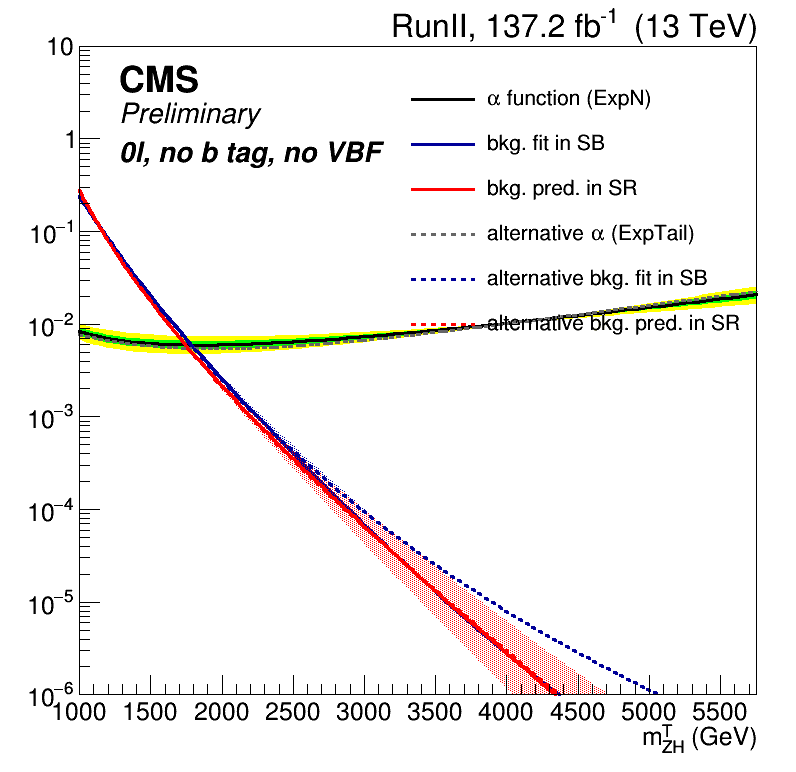 RunII, 137.2 fb⁻¹ (13 TeV)
CMS
Preliminary
0l, no b tag, no VBF
α function (ExpN)
bkg. fit in SB
bkg. pred. in SR
alternative α (ExpTail)
alternative bkg. fit in SB
alternative bkg. pred. in SR
10
1
10⁻¹
10⁻²
10⁻³
10⁻⁴
10⁻⁵
10⁻⁶
1000 1500 2000 2500 3000 3500 4000 4500 5000 5500
m^T_ZH (GeV)